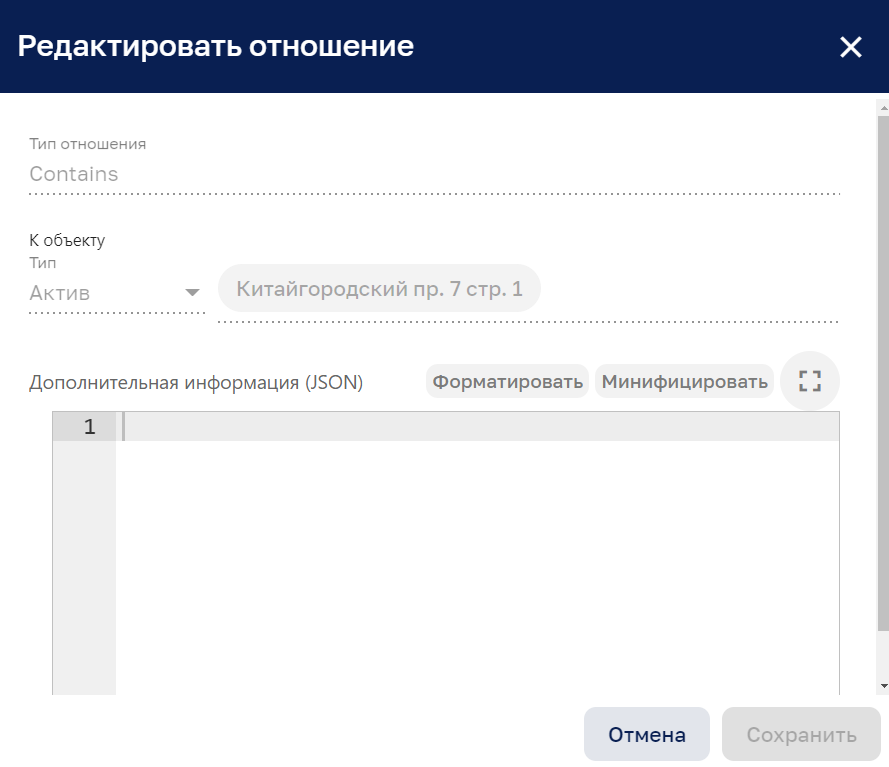 Редактировать отношение
Тип отношения
Contains
К объекту
Тип
Актив
Китайгородский пр. 7 стр. 1
Дополнительная информация (JSON)
Форматировать
Минифицировать
1
Отмена
Сохранить